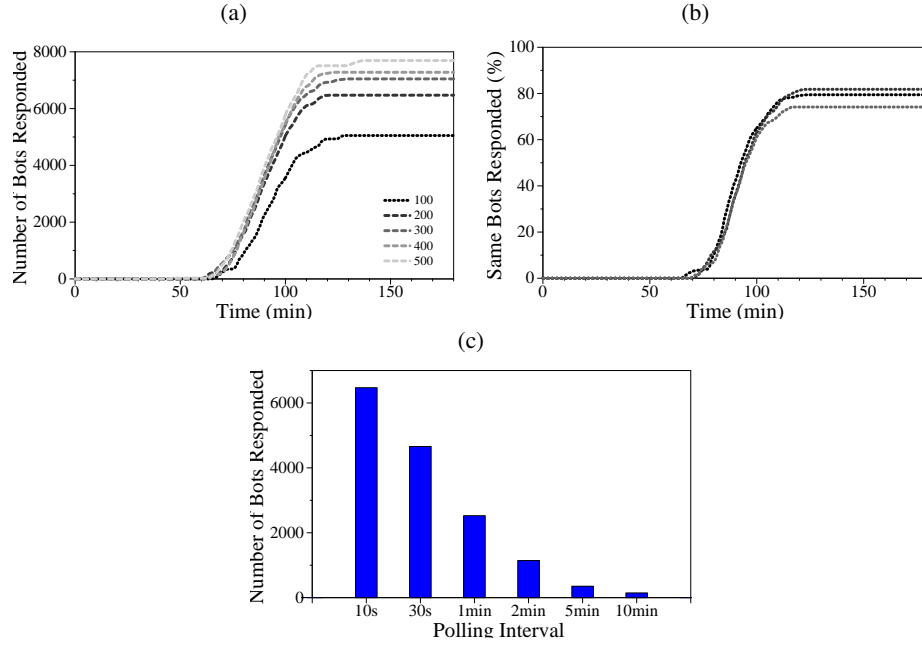 (a)
Number of Bots Responded
8000
6000
4000
2000
0
0 50 100 150
Time (min)
100
200
300
400
500
(b)
Same Bots Responded (%)
100
80
60
40
20
0
0 50 100 150
Time (min)
(c)
Number of Bots Responded
6000
4000
2000
0
10s 30s 1min 2min 5min 10min
Polling Interval